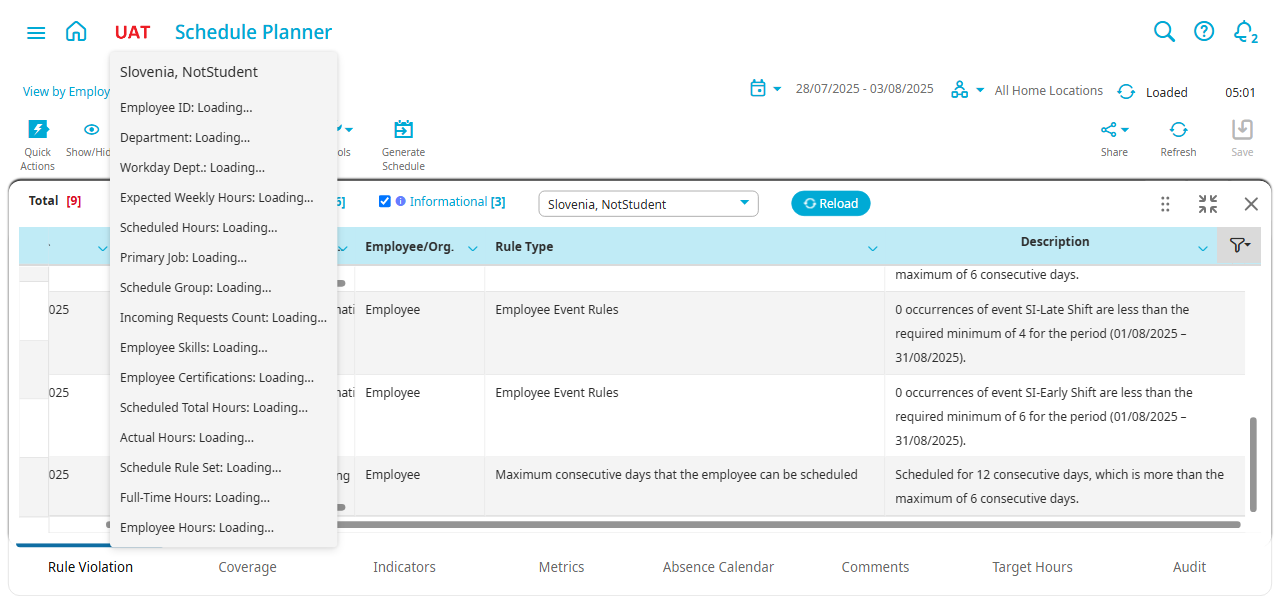 UAT
Schedule Planner
2
Slovenia, NotStudent
View by Employ
28/07/2025 - 03/08/2025
All Home Locations
Loaded
05:01
Employee ID: Loading...
Department: Loading...
Workday Dept.: Loading...
Expected Weekly Hours: Loading...
Scheduled Hours: Loading...
Primary Job: Loading...
Schedule Group: Loading...
Incoming Requests Count: Loading...
Employee Skills: Loading...
Employee Certifications: Loading...
Scheduled Total Hours: Loading...
Actual Hours: Loading...
Schedule Rule Set: Loading...
Full-Time Hours: Loading...
Employee Hours: Loading...
Quick
Actions
Show/Hid
ols
Generate
Schedule
Share
Refresh
Save
Total [9]
Informational [3]
Slovenia, NotStudent
Reload
Employee/Org.
Rule Type
Description
maximum of 6 consecutive days.
025
nati
Employee
Employee Event Rules
0 occurrences of event SI-Late Shift are less than the
required minimum of 4 for the period (01/08/2025 –
31/08/2025).
025
nati
Employee
Employee Event Rules
0 occurrences of event SI-Early Shift are less than the
required minimum of 6 for the period (01/08/2025 –
31/08/2025).
025
ng
Employee
Maximum consecutive days that the employee can be scheduled
Scheduled for 12 consecutive days, which is more than the
maximum of 6 consecutive days.
Rule Violation
Coverage
Indicators
Metrics
Absence Calendar
Comments
Target Hours
Audit